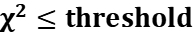 χ² ≤ threshold